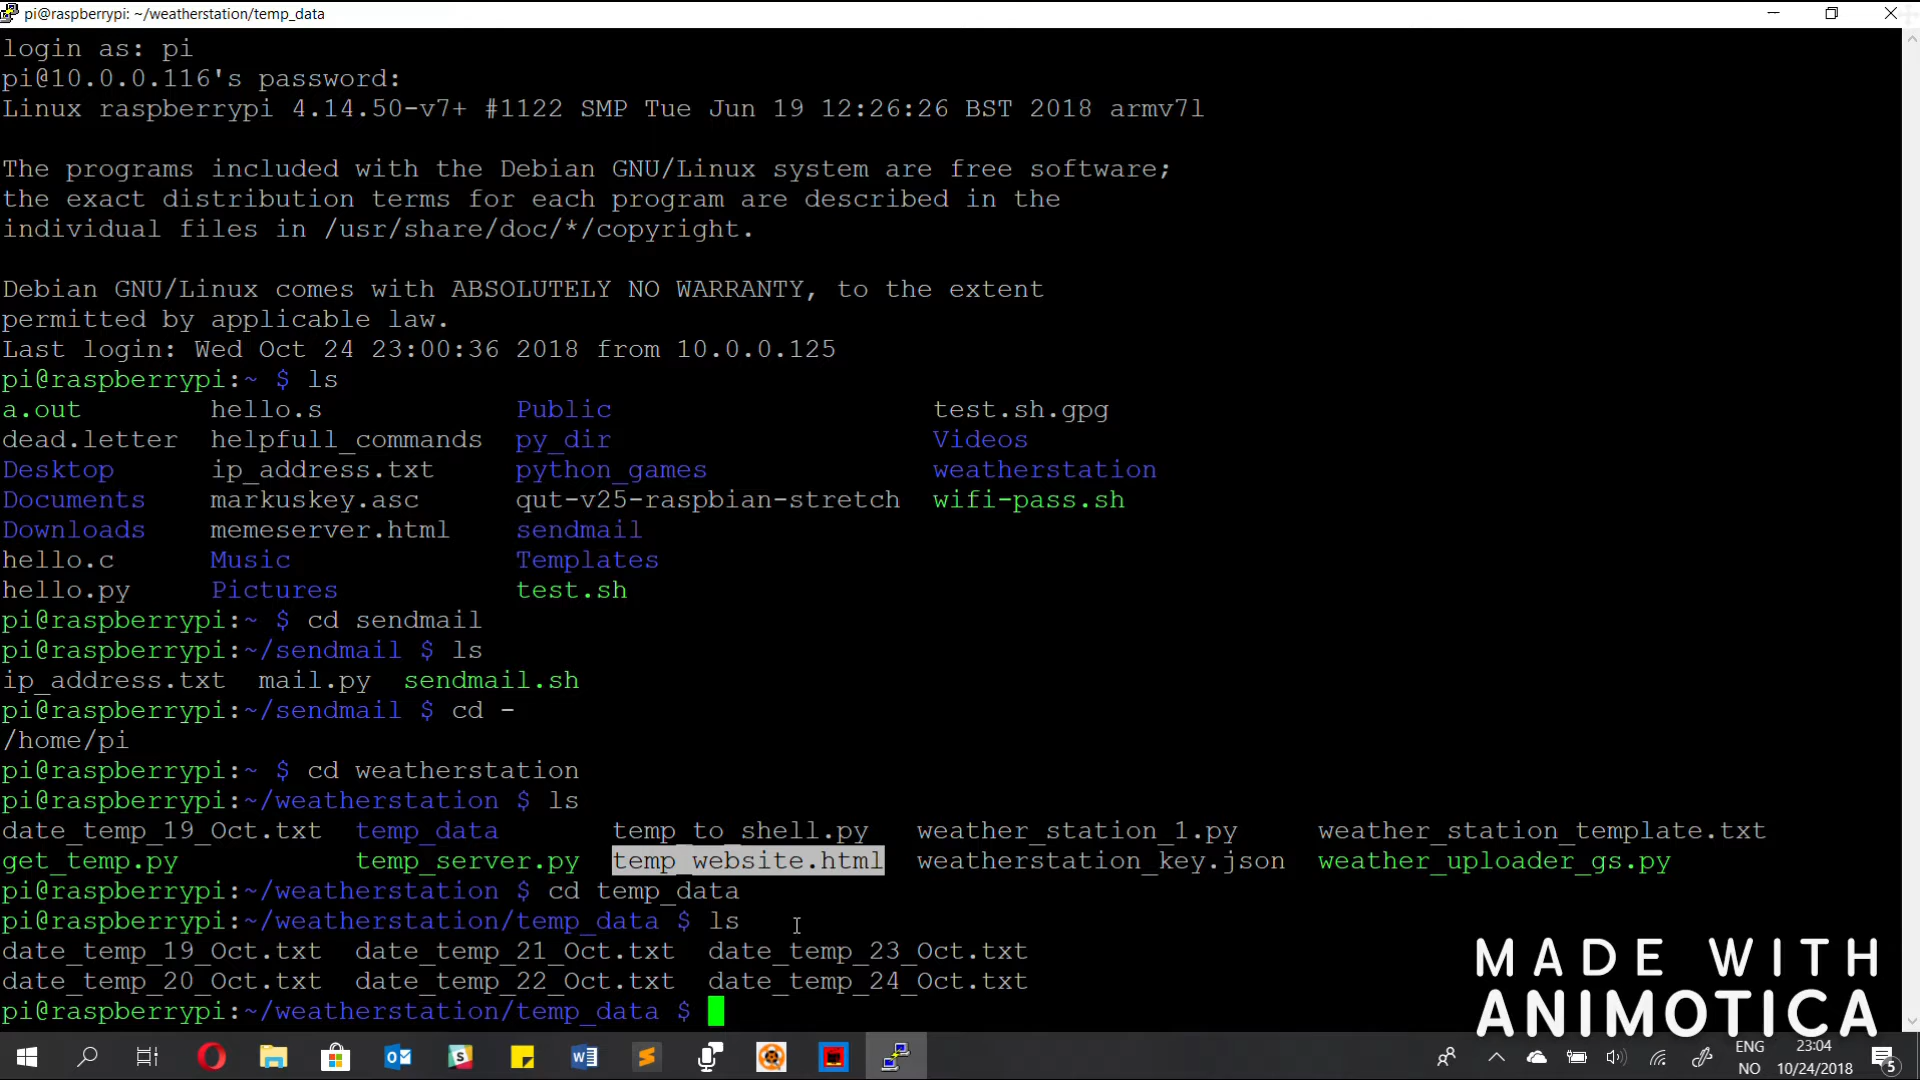 pi@raspberrypi: ~/weatherstation/temp_data
login as: pi
pi@10.0.0.116's password:
Linux raspberrypi 4.14.50-v7+ #1122 SMP Tue Jun 19 12:26:26 BST 2018 armv7l
The programs included with the Debian GNU/Linux system are free software;
the exact distribution terms for each program are described in the
individual files in /usr/share/doc/*/copyright.
Debian GNU/Linux comes with ABSOLUTELY NO WARRANTY, to the extent
permitted by applicable law.
Last login: Wed Oct 24 23:00:36 2018 from 10.0.0.125
pi@raspberrypi:~ $ ls
a.out hello.s Public test.sh.gpg
dead.letter helpfull_commands py_dir Videos
Desktop ip_address.txt python_games weatherstation
Documents markuskey.asc qut-v25-raspbian-stretch wifi-pass.sh
Downloads memeserver.html sendmail
hello.c Music Templates
hello.py Pictures test.sh
pi@raspberrypi:~ $ cd sendmail
pi@raspberrypi:~/sendmail $ ls
ip_address.txt mail.py sendmail.sh
pi@raspberrypi:~/sendmail $ cd -
/home/pi
pi@raspberrypi:~ $ cd weatherstation
pi@raspberrypi:~/weatherstation $ ls
date_temp_19_Oct.txt temp_data temp_to_shell.py weather_station_1.py weather_station_template.txt
get_temp.py temp_server.py temp_website.html weatherstation_key.json weather_uploader_gs.py
pi@raspberrypi:~/weatherstation $ cd temp_data
pi@raspberrypi:~/weatherstation/temp_data $ ls
date_temp_19_Oct.txt date_temp_21_Oct.txt date_temp_23_Oct.txt
date_temp_20_Oct.txt date_temp_22_Oct.txt date_temp_24_Oct.txt
pi@raspberrypi:~/weatherstation/temp_data $
MADE WITH
ANIMOTICA
ENG 23:04
NO 10/24/2018 5